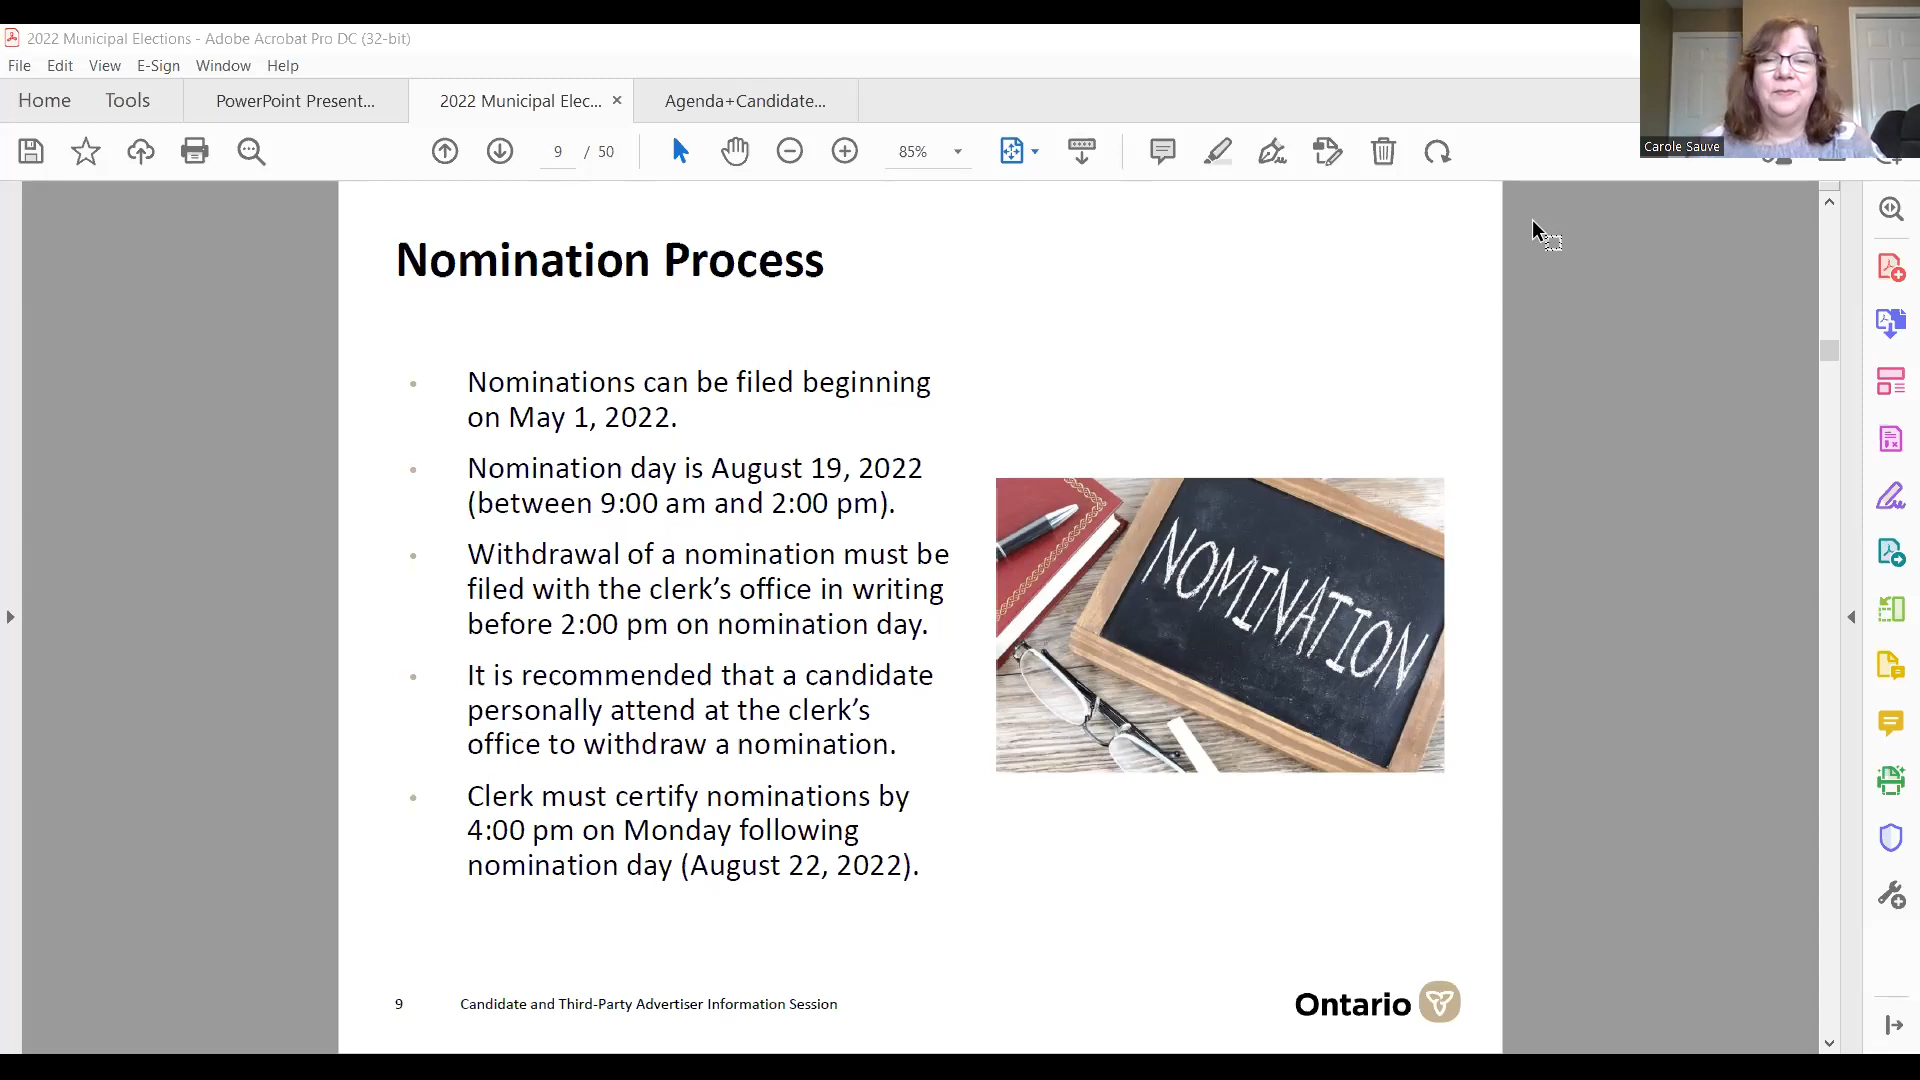 2022 Municipal Elections - Adobe Acrobat Pro DC (32-bit)
File Edit View E-Sign Window Help
Home Tools PowerPoint Present... 2022 Municipal Elec... × Agenda+Candidate...
9 / 50 85%
Carole Sauve
Nomination Process
• Nominations can be filed beginning
on May 1, 2022.
• Nomination day is August 19, 2022
(between 9:00 am and 2:00 pm).
• Withdrawal of a nomination must be
filed with the clerk’s office in writing
before 2:00 pm on nomination day.
• It is recommended that a candidate
personally attend at the clerk’s
office to withdraw a nomination.
• Clerk must certify nominations by
4:00 pm on Monday following
nomination day (August 22, 2022).
NOMINATION
9 Candidate and Third-Party Advertiser Information Session
Ontario